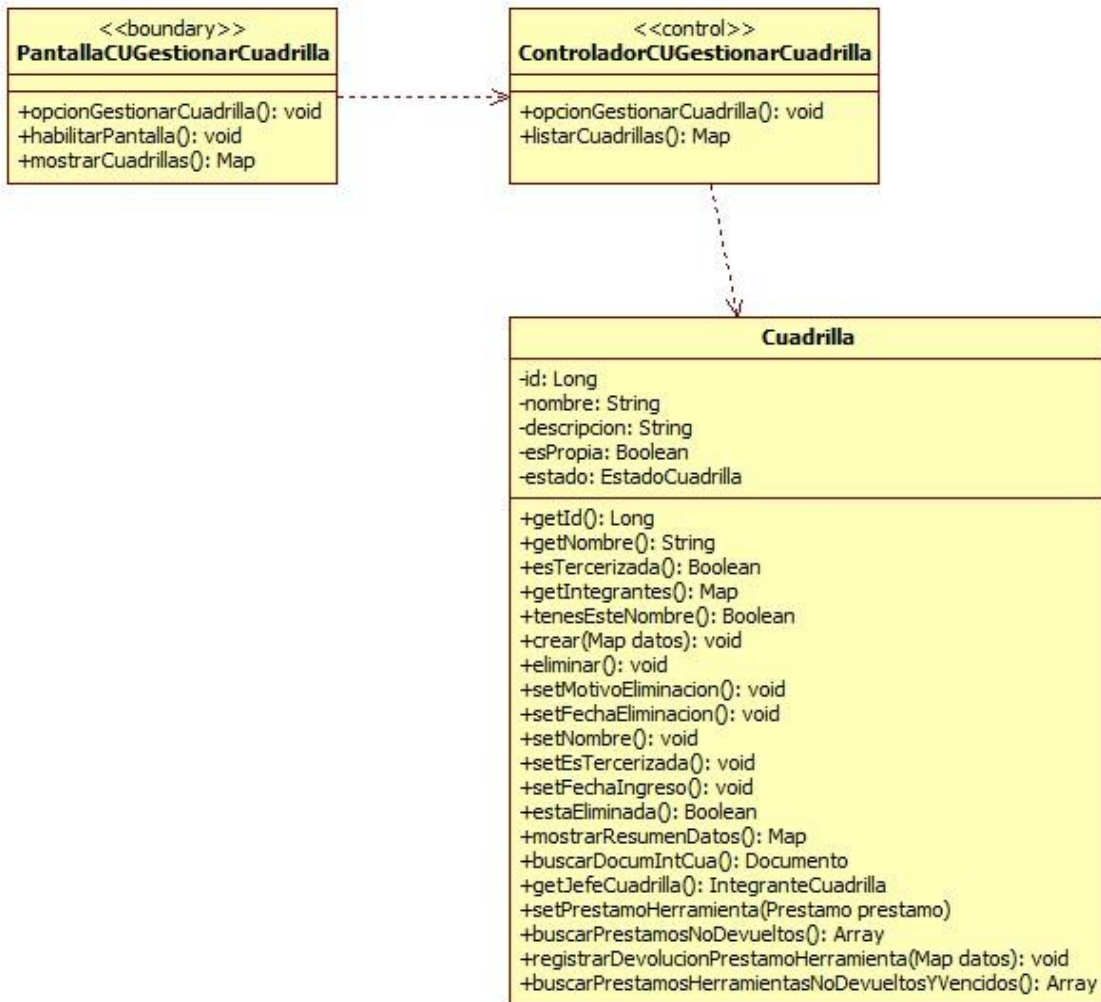 <<boundary>>
PantallaCUGestionarCuadrilla
+opcionGestionarCuadrilla(): void
+habilitarPantalla(): void
+mostrarCuadrillas(): Map
<<control>>
ControladorCUGestionarCuadrilla
+opcionGestionarCuadrilla(): void
+listarCuadrillas(): Map
Cuadrilla
-id: Long
-nombre: String
-descripcion: String
-esPropia: Boolean
-estado: EstadoCuadrilla
+getId(): Long
+getNombre(): String
+esTercerizada(): Boolean
+getIntegrantes(): Map
+tenesEsteNombre(): Boolean
+crear(Map datos): void
+eliminar(): void
+setMotivoEliminacion(): void
+setFechaEliminacion(): void
+setNombre(): void
+setEsTercerizada(): void
+setFechaIngreso(): void
+estaEliminada(): Boolean
+mostrarResumenDatos(): Map
+buscarDocumIntCua(): Documento
+getJefeCuadrilla(): IntegranteCuadrilla
+setPrestamoHerramienta(Prestamo prestamo)
+buscarPrestamosNoDevueltos(): Array
+registrarDevolucionPrestamoHerramienta(Map datos): void
+buscarPrestamosHerramientasNoDevueltosYVencidos(): Array